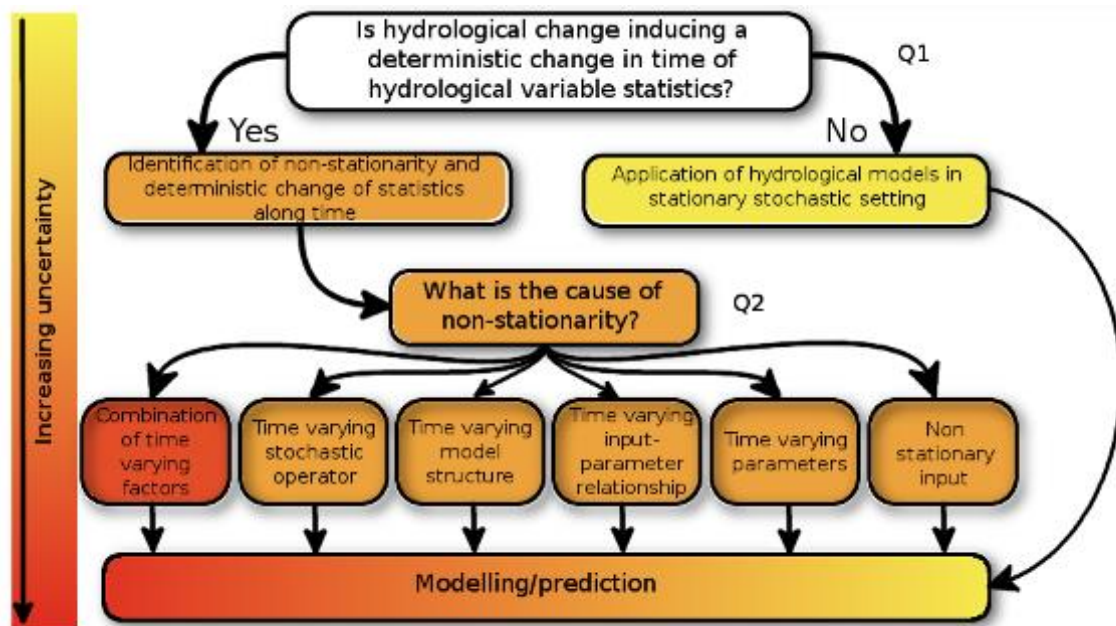 Is hydrological change inducing a
deterministic change in time of
hydrological variable statistics?
Q1
Yes
No
Identification of non-stationarity and
deterministic change of statistics
along time
Application of hydrological models in
stationary stochastic setting
Increasing uncertainty
What is the cause of
non-stationarity?
Q2
Combination
of time
varying
factors
Time varying
stochastic
operator
Time varying
model
structure
Time varying
input-
parameter
relationship
Time varying
parameters
Non
stationary
input
Modelling/prediction